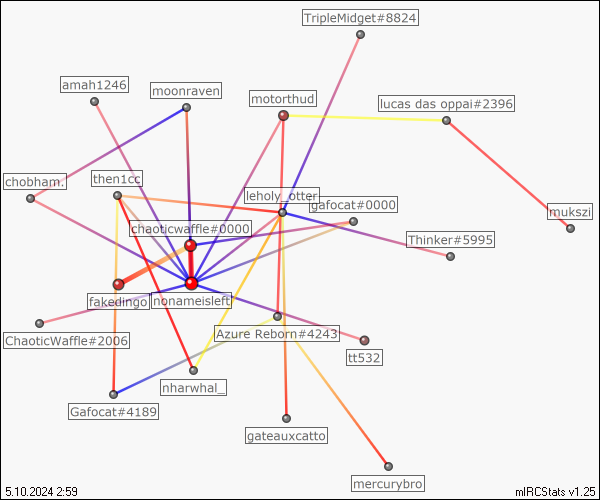 TripleMidget#8824
amah1246
moonraven
motorthud
lucas das oppai#2396
chobham.
then1cc
leholy_otter
gafocat#0000
mukszi
chaoticwaffle#0000
Thinker#5995
fakedingo
nonameisleft
ChaoticWaffle#2006
Azure Reborn#4243
tt532
nharwhal_
Gafocat#4189
gateauxcatto
mercurybro
5.10.2024 2:59
mIRCStats v1.25